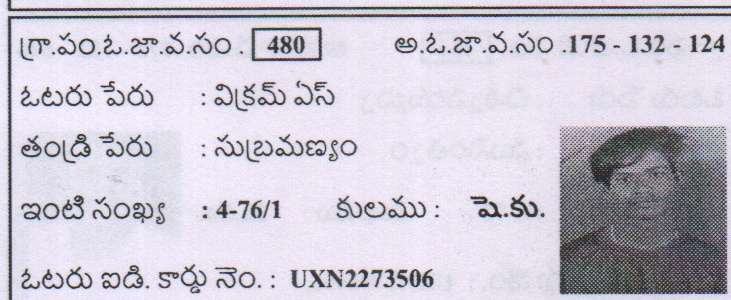 గ్రా.పం.ఓ.జా.వ.సం 480 అ.ఓ.జా.వ.సం 175 - 132 - 124
ఓటరు పేరు : విక్రమ్ ఏస్
తండ్రి పేరు : సుబ్రమణ్యం
ఇంటి సంఖ్య : 4-76/1 కులము : షె.కు.
ఓటరు ఐడి. కార్డు నెం. : UXN2273506